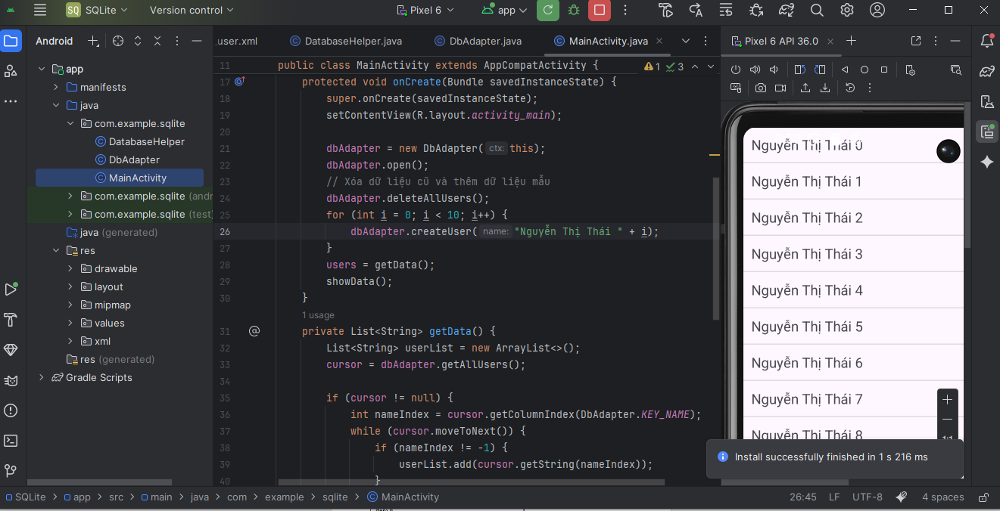 SQ SQLite Version control Pixel 6 app
Android
.user.xml DatabaseHelper.java DbAdapter.java MainActivity.java
Pixel 6 API 36.0
app
manifests
java
com.example.sqlite
DatabaseHelper
DbAdapter
MainActivity
com.example.sqlite (andr
com.example.sqlite (test
java (generated)
res
drawable
layout
mipmap
values
xml
res (generated)
Gradle Scripts
1 3
11 public class MainActivity extends AppCompatActivity {
17 protected void onCreate(Bundle savedInstanceState) {
18 super.onCreate(savedInstanceState);
19 setContentView(R.layout.activity_main);
20
21 dbAdapter = new DbAdapter( ctx: this);
22 dbAdapter.open();
23 // Xóa dữ liệu cũ và thêm dữ liệu mẫu
24 dbAdapter.deleteAllUsers();
25 for (int i = 0; i < 10; i++) {
26 dbAdapter.createUser( name: "Nguyễn Thị Thái " + i);
27 }
28 users = getData();
29 showData();
30 }
1 usage
31 private List<String> getData() {
32 List<String> userList = new ArrayList<>();
33 cursor = dbAdapter.getAllUsers();
34
35 if (cursor != null) {
36 int nameIndex = cursor.getColumnIndex(DbAdapter.KEY_NAME);
37 while (cursor.moveToNext()) {
38 if (nameIndex != -1) {
39 userList.add(cursor.getString(nameIndex));
40 }
Nguyễn Thị Thái 0
Nguyễn Thị Thái 1
Nguyễn Thị Thái 2
Nguyễn Thị Thái 3
Nguyễn Thị Thái 4
Nguyễn Thị Thái 5
Nguyễn Thị Thái 6
Nguyễn Thị Thái 7
Nguyễn Thị Thái 8
1:1
Install successfully finished in 1 s 216 ms
SQLite > app > src > main > java > com > example > sqlite > MainActivity
26:45 LF UTF-8 4 spaces